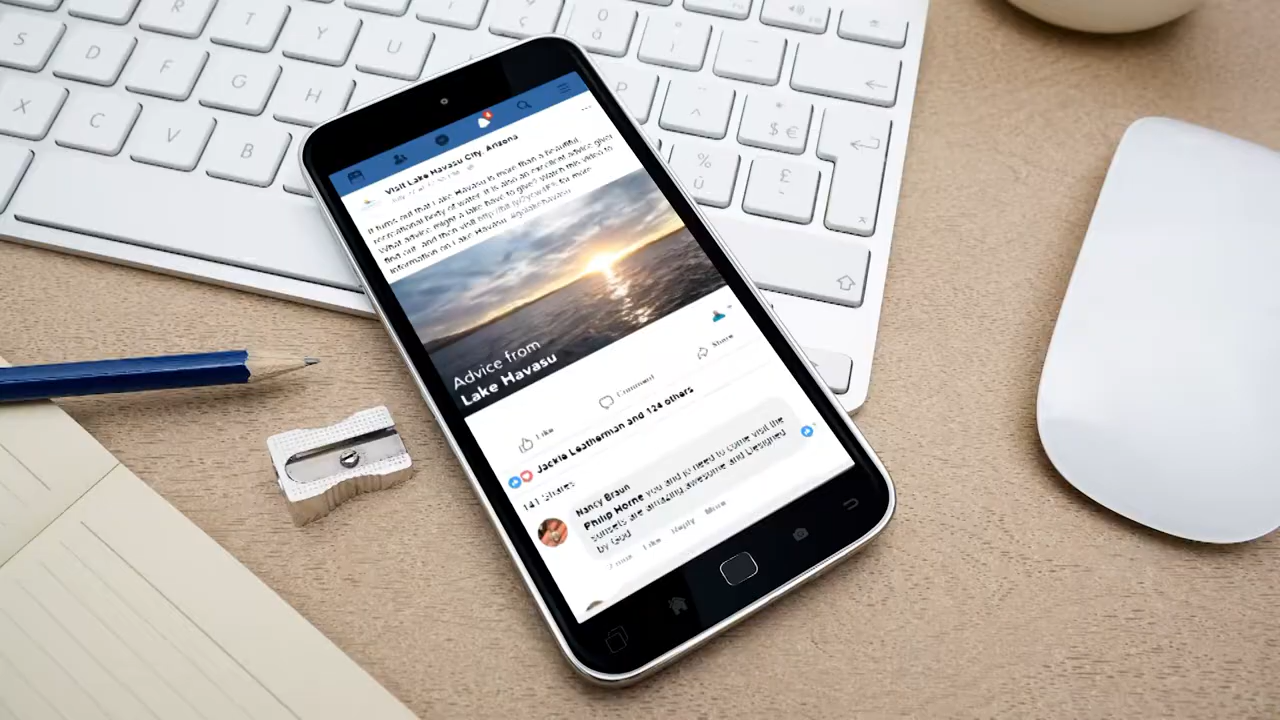 S
D
F
G
H
X
C
V
B
R
T
Y
U
I
P
Visit Lake Havasu City, Arizona
It turns out that Lake Havasu is more than a beautiful
recreational body of water. It is also an excellent advice giver.
What advice might a lake have to give? Watch this video to
find out, and then visit for more
information on Lake Havasu. #golakehavasu
Advice from
Lake Havasu
Like
Comment
Share
Jackie Leatherman and 124 others
141 Shares
Nancy Braun
Philip Horne you and jo need to come visit the
sunsets are amazing awesome and Designed
by God
Like Reply More